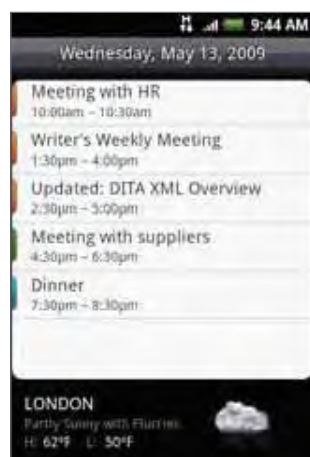 9:44 AM
Wednesday, May 13, 2009
Meeting with HR
10:00am – 10:30am
Writer's Weekly Meeting
1:30pm – 4:00pm
Updated: DITA XML Overview
2:30pm – 5:00pm
Meeting with suppliers
4:30pm – 6:30pm
Dinner
7:30pm – 8:30pm
LONDON
Partly Sunny with Flurries
H: 62°F L: 50°F